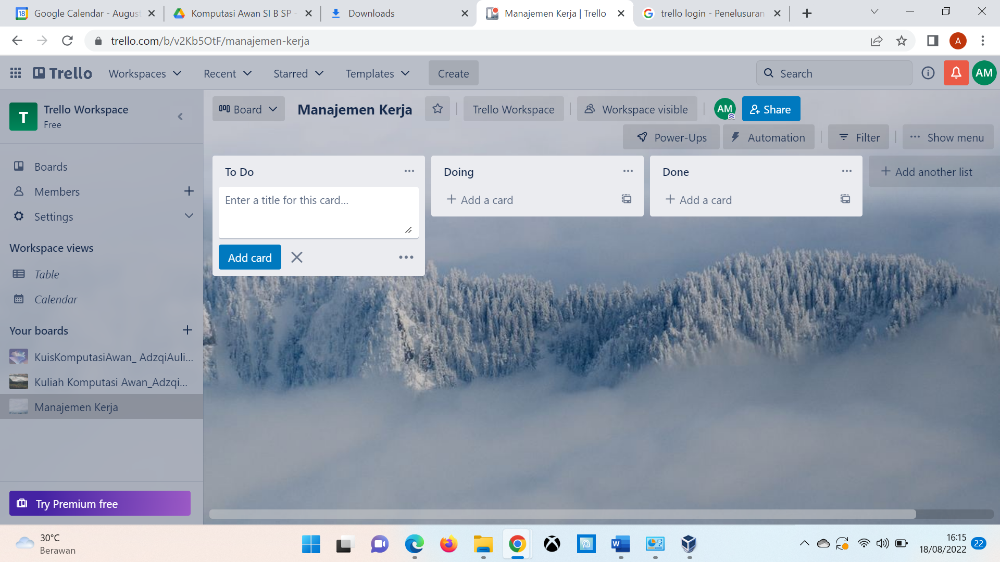 Google Calendar - August
Komputasi Awan SI B SP -
Downloads
Manajemen Kerja | Trello
trello login - Penelusuran
trello.com/b/v2Kb5OtF/manajemen-kerja
A
Trello
Workspaces
Recent
Starred
Templates
Create
Search
AM
T
Trello Workspace
Free
Board
Manajemen Kerja
Trello Workspace
Workspace visible
AM
Share
Power-Ups
Automation
Filter
Show menu
Boards
Members
Settings
Workspace views
Table
Calendar
Your boards
KuisKomputasiAwan_ AdzqiAuli...
Kuliah Komputasi Awan_Adzqi...
Manajemen Kerja
Try Premium free
To Do
Enter a title for this card...
Add card
Doing
Add a card
Done
Add a card
Add another list
30°C
Berawan
16:15
18/08/2022
22